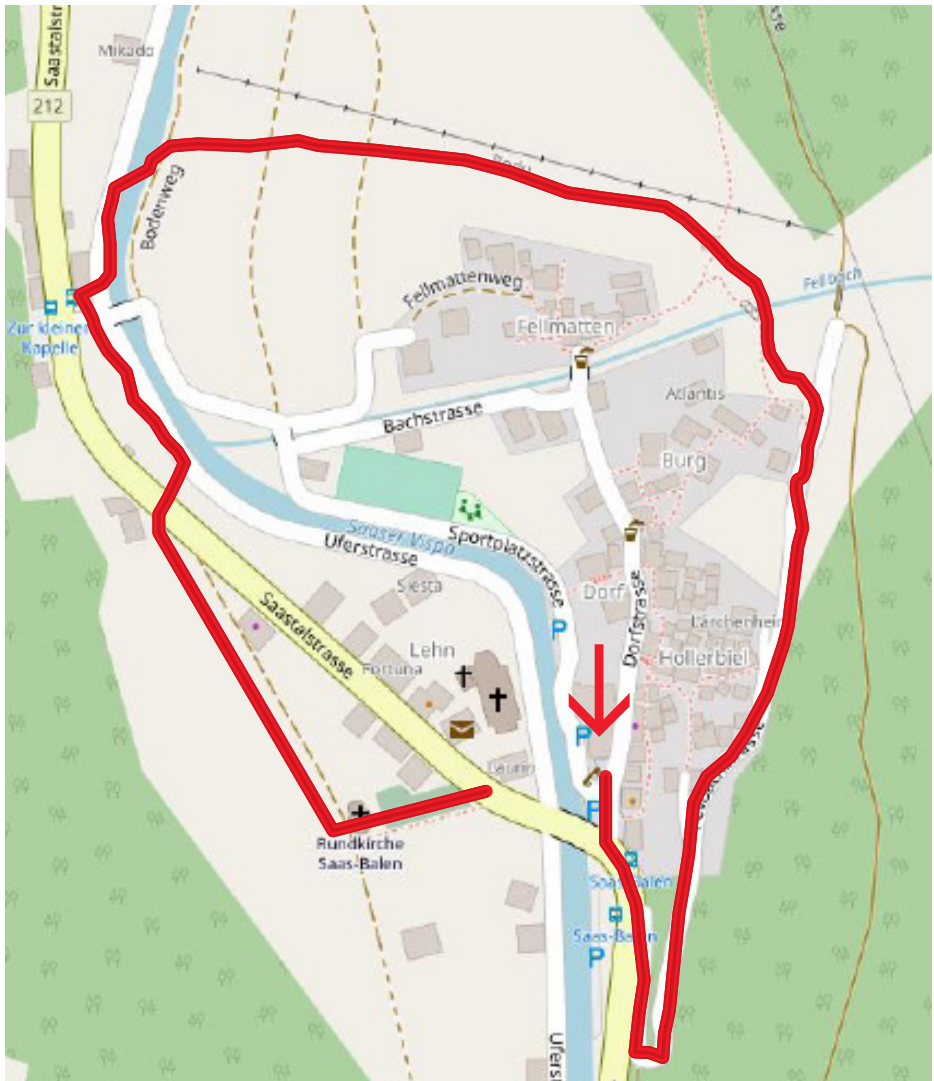 Saastalstr
Mikado
212
Bodenweg
Fellbach
Fellmattenweg
Fellmatten
Zur kleinen
Kapelle
Atlantis
Bachstrasse
Burg
Sportplatzstrasse
Saaser Vispa
Uferstrasse
Siesta
Dorf
Saastalstrasse
Dorfstrasse
Lärchenheim
Lehn
Fortuna
Hollerbiel
P
P
Laurin
P
Rundkirche
Saas-Balen
Saas-Balen
Saas-Balen
P
Ufers